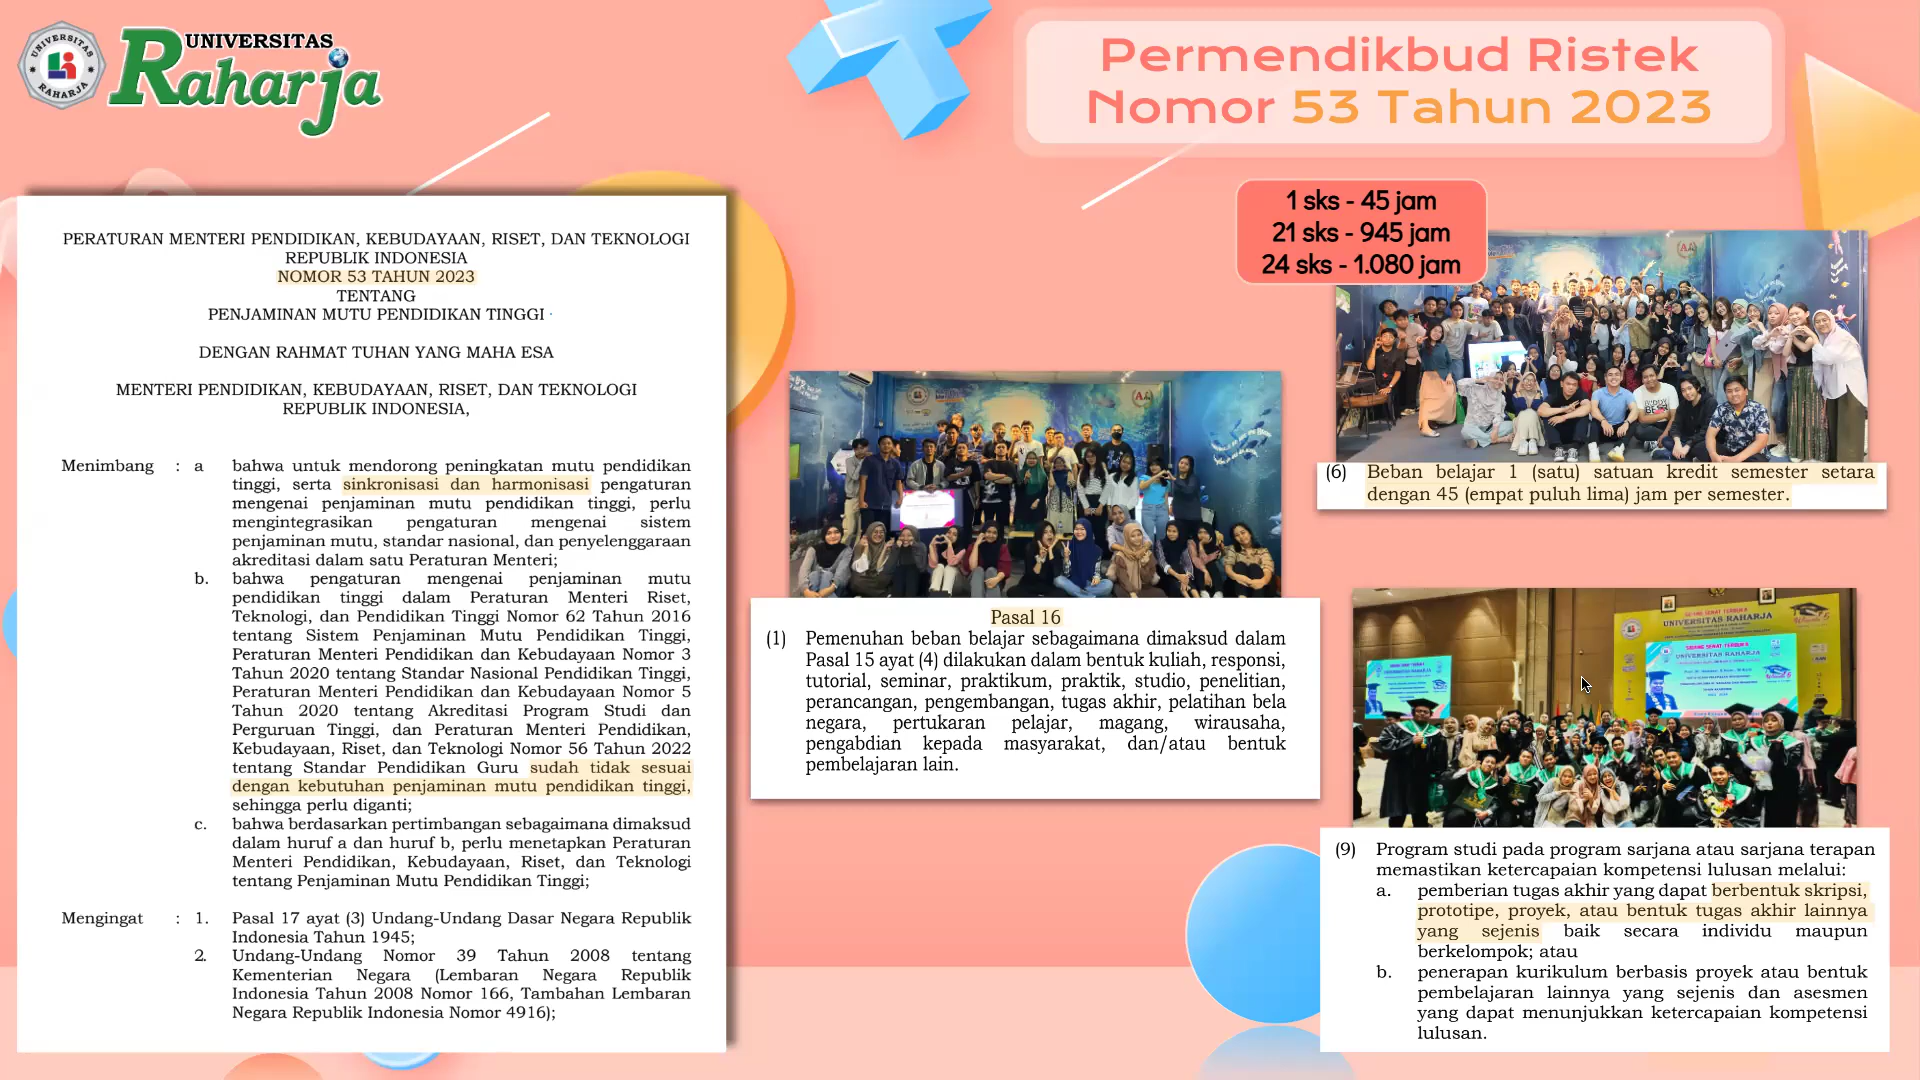 UNIVERSITAS
Raharja
UNIVERSITAS
RAHARJA
Permendikbud Ristek
Nomor 53 Tahun 2023
PERATURAN MENTERI PENDIDIKAN, KEBUDAYAAN, RISET, DAN TEKNOLOGI
REPUBLIK INDONESIA
NOMOR 53 TAHUN 2023
TENTANG
PENJAMINAN MUTU PENDIDIKAN TINGGI
DENGAN RAHMAT TUHAN YANG MAHA ESA
MENTERI PENDIDIKAN, KEBUDAYAAN, RISET, DAN TEKNOLOGI
REPUBLIK INDONESIA,
Menimbang : a bahwa untuk mendorong peningkatan mutu pendidikan
tinggi, serta sinkronisasi dan harmonisasi pengaturan
mengenai penjaminan mutu pendidikan tinggi, perlu
mengintegrasikan pengaturan mengenai sistem
penjaminan mutu, standar nasional, dan penyelenggaraan
akreditasi dalam satu Peraturan Menteri;
b. bahwa pengaturan mengenai penjaminan mutu
pendidikan tinggi dalam Peraturan Menteri Riset,
Teknologi, dan Pendidikan Tinggi Nomor 62 Tahun 2016
tentang Sistem Penjaminan Mutu Pendidikan Tinggi,
Peraturan Menteri Pendidikan dan Kebudayaan Nomor 3
Tahun 2020 tentang Standar Nasional Pendidikan Tinggi,
Peraturan Menteri Pendidikan dan Kebudayaan Nomor 5
Tahun 2020 tentang Akreditasi Program Studi dan
Perguruan Tinggi, dan Peraturan Menteri Pendidikan,
Kebudayaan, Riset, dan Teknologi Nomor 56 Tahun 2022
tentang Standar Pendidikan Guru sudah tidak sesuai
dengan kebutuhan penjaminan mutu pendidikan tinggi,
sehingga perlu diganti;
c. bahwa berdasarkan pertimbangan sebagaimana dimaksud
dalam huruf a dan huruf b, perlu menetapkan Peraturan
Menteri Pendidikan, Kebudayaan, Riset, dan Teknologi
tentang Penjaminan Mutu Pendidikan Tinggi;
Mengingat : 1. Pasal 17 ayat (3) Undang-Undang Dasar Negara Republik
Indonesia Tahun 1945;
2. Undang-Undang Nomor 39 Tahun 2008 tentang
Kementerian Negara (Lembaran Negara Republik
Indonesia Tahun 2008 Nomor 166, Tambahan Lembaran
Negara Republik Indonesia Nomor 4916);
Pasal 16
(1) Pemenuhan beban belajar sebagaimana dimaksud dalam
Pasal 15 ayat (4) dilakukan dalam bentuk kuliah, responsi,
tutorial, seminar, praktikum, praktik, studio, penelitian,
perancangan, pengembangan, tugas akhir, pelatihan bela
negara, pertukaran pelajar, magang, wirausaha,
pengabdian kepada masyarakat, dan/atau bentuk
pembelajaran lain.
1 sks - 45 jam
21 sks - 945 jam
24 sks - 1.080 jam
(6) Beban belajar 1 (satu) satuan kredit semester setara
dengan 45 (empat puluh lima) jam per semester.
UNIVERSITAS RAHARJA
SIDANG SENAT TERBUKA
UNIVERSITAS RAHARJA
(9) Program studi pada program sarjana atau sarjana terapan
memastikan ketercapaian kompetensi lulusan melalui:
a. pemberian tugas akhir yang dapat berbentuk skripsi,
prototipe, proyek, atau bentuk tugas akhir lainnya
yang sejenis baik secara individu maupun
berkelompok; atau
b. penerapan kurikulum berbasis proyek atau bentuk
pembelajaran lainnya yang sejenis dan asesmen
yang dapat menunjukkan ketercapaian kompetensi
lulusan.